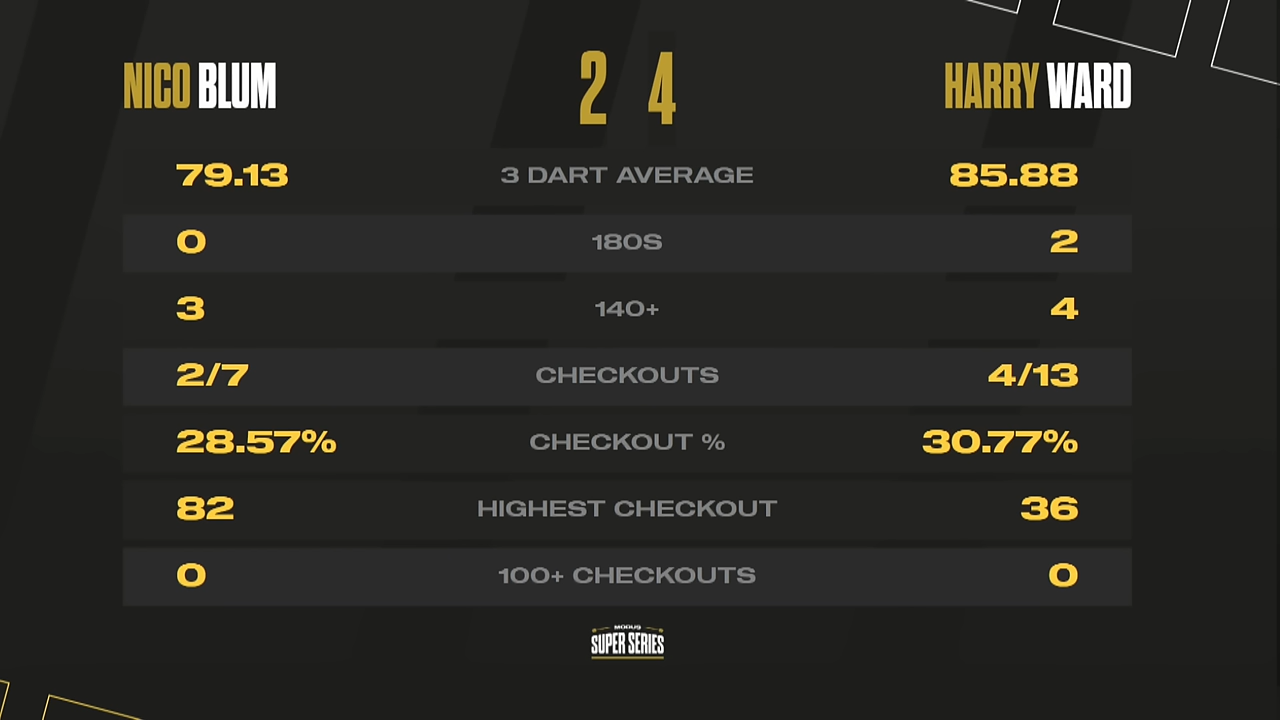 NICO BLUM 2 4 HARRY WARD
79.13 3 DART AVERAGE 85.88
0 180S 2
3 140+ 4
2/7 CHECKOUTS 4/13
28.57% CHECKOUT % 30.77%
82 HIGHEST CHECKOUT 36
0 100+ CHECKOUTS 0
MODUS
SUPER SERIES